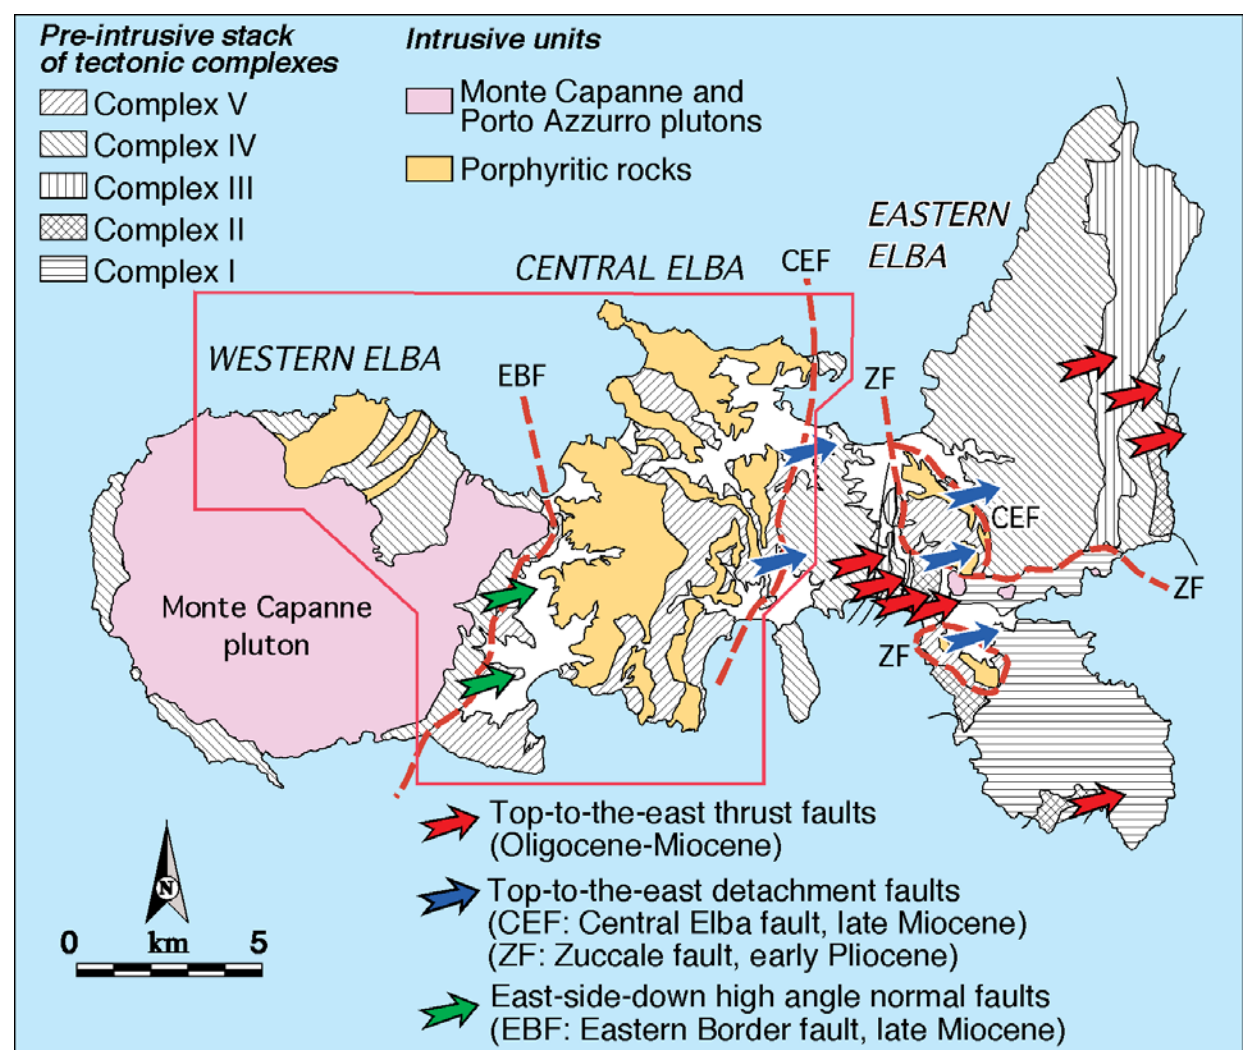 Pre-intrusive stack
of tectonic complexes
Complex V
Complex IV
Complex III
Complex II
Complex I
Intrusive units
Monte Capanne and
Porto Azzurro plutons
Porphyritic rocks
EASTERN
ELBA
CENTRAL ELBA
CEF
WESTERN ELBA
EBF
ZF
CEF
Monte Capanne
pluton
ZF
ZF
Top-to-the-east thrust faults
(Oligocene-Miocene)
Top-to-the-east detachment faults
(CEF: Central Elba fault, late Miocene)
(ZF: Zuccale fault, early Pliocene)
East-side-down high angle normal faults
(EBF: Eastern Border fault, late Miocene)
N
0 km 5